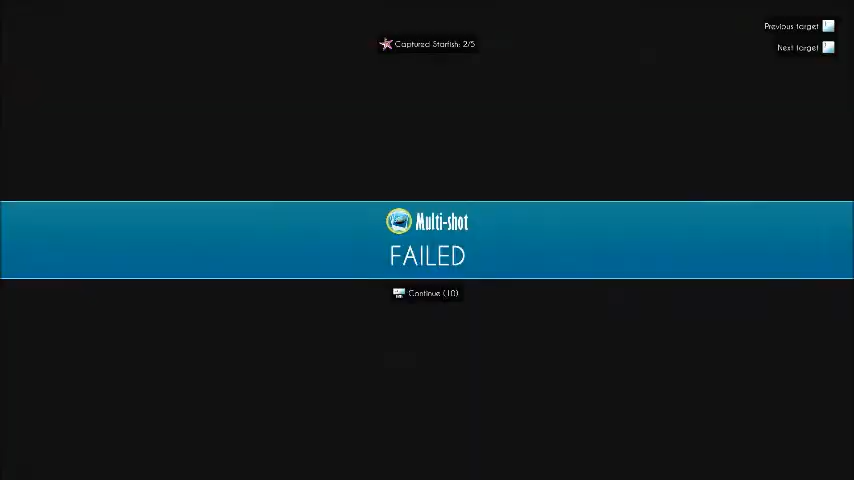 Previous target
Captured Starfish: 2/5
Next target
Multi-shot
FAILED
Continue (10)